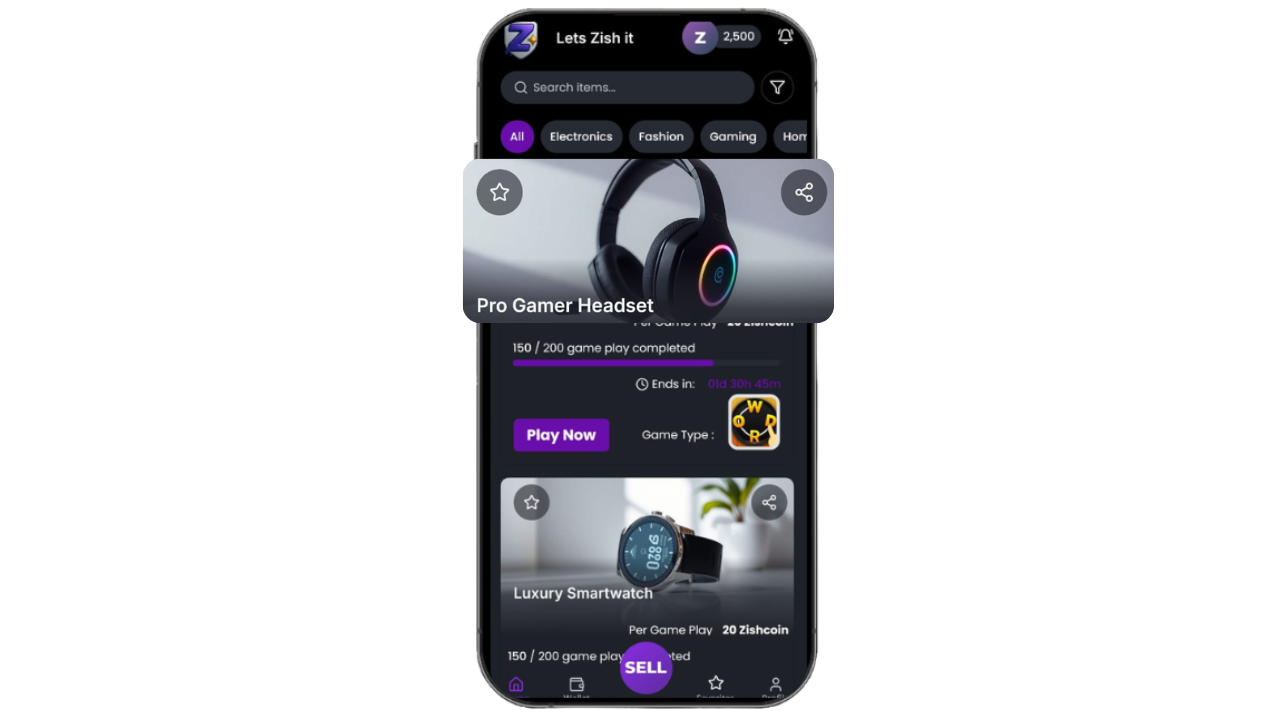 Z
Lets Zish it
Z 2,500
Search items...
All Electronics Fashion Gaming Hom
Pro Gamer Headset
Per Game Play 20 Zishcoin
150 / 200 game play completed
Ends in: 01d 30h 45m
Play Now
Game Type :
W
O D
R
Luxury Smartwatch
Per Game Play 20 Zishcoin
150 / 200 game play eted
SELL
Wallet Favorites Profil